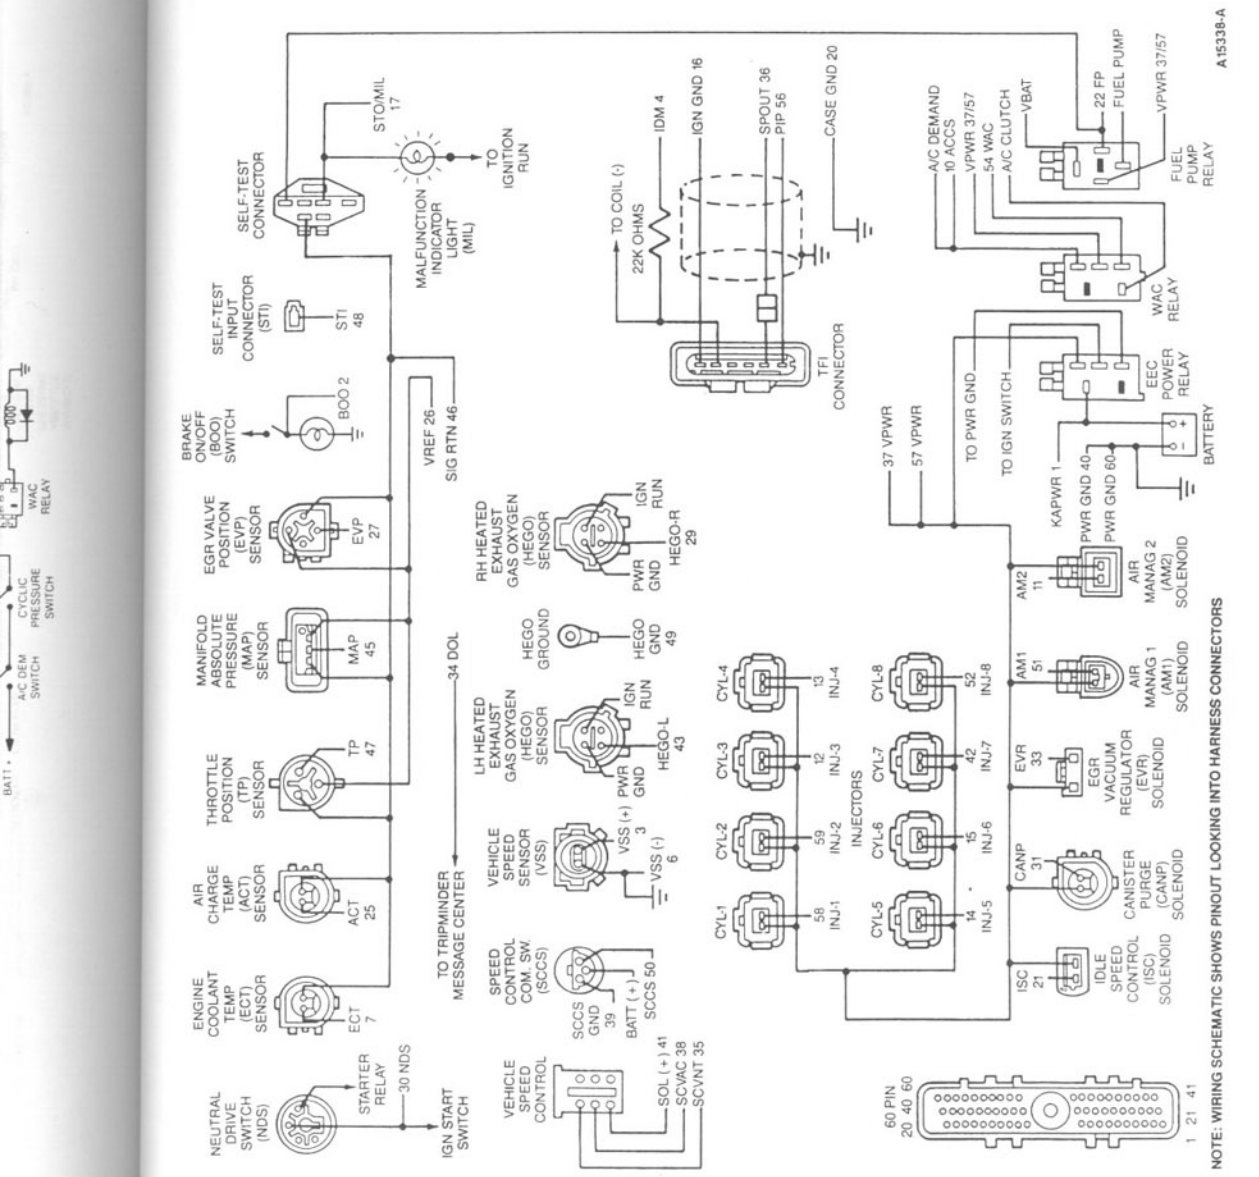 BATT +
A/C DEM
SWITCH
CYCLIC
PRESSURE
SWITCH
WAC
RELAY
NEUTRAL
DRIVE
SWITCH
(NDS)
STARTER
RELAY
30 NDS
IGN START
SWITCH
ENGINE
COOLANT
TEMP
(ECT)
SENSOR
ECT
7
AIR
CHARGE
TEMP
(ACT)
SENSOR
ACT
25
THROTTLE
POSITION
(TP)
SENSOR
TP
47
MANIFOLD
ABSOLUTE
PRESSURE
(MAP)
SENSOR
MAP
45
EGR VALVE
POSITION
(EVP)
SENSOR
EVP
27
BRAKE
ON/OFF
(BOO)
SWITCH
BOO 2
SELF-TEST
INPUT
CONNECTOR
(STI)
STI
48
SELF-TEST
CONNECTOR
STO/MIL
17
MALFUNCTION
INDICATOR
LIGHT
(MIL)
TO
IGNITION
RUN
VREF 26
SIG RTN 46
TO TRIPMINDER
MESSAGE CENTER
34 DOL
VEHICLE
SPEED
CONTROL
SOL (+) 41
SCVAC 38
SCVNT 35
SPEED
CONTROL
COM. SW.
(SCCS)
SCCS
GND
39
BATT (+)
SCCS 50
VEHICLE
SPEED
SENSOR
(VSS)
VSS (+)
3
VSS (-)
6
LH HEATED
EXHAUST
GAS OXYGEN
(HEGO)
SENSOR
PWR
GND
IGN
RUN
HEGO-L
43
HEGO
GROUND
HEGO
GND
49
RH HEATED
EXHAUST
GAS OXYGEN
(HEGO)
SENSOR
PWR
GND
IGN
RUN
HEGO-R
29
TO COIL (-)
22K OHMS
IDM 4
IGN GND 16
SPOUT 36
PIP 56
CASE GND 20
TFI
CONNECTOR
CYL-1
58
INJ-1
CYL-2
59
INJ-2
CYL-3
12
INJ-3
CYL-4
13
INJ-4
INJECTORS
CYL-5
14
INJ-5
CYL-6
15
INJ-6
CYL-7
42
INJ-7
CYL-8
52
INJ-8
37 VPWR
57 VPWR
TO PWR GND
TO IGN SWITCH
KAPWR 1
PWR GND 40
PWR GND 60
BATTERY
+
-
EEC
POWER
RELAY
A/C DEMAND
10 ACCS
VPWR 37/57
54 WAC
A/C CLUTCH
WAC
RELAY
VBAT
22 FP
FUEL PUMP
VPWR 37/57
FUEL
PUMP
RELAY
60 PIN
20 40 60
1 21 41
ISC
21
IDLE
SPEED
CONTROL
(ISC)
SOLENOID
CANP
31
CANISTER
PURGE
(CANP)
SOLENOID
EVR
33
EGR
VACUUM
REGULATOR
(EVR)
SOLENOID
AM1
51
AIR
MANAG 1
(AM1)
SOLENOID
AM2
11
AIR
MANAG 2
(AM2)
SOLENOID
NOTE: WIRING SCHEMATIC SHOWS PINOUT LOOKING INTO HARNESS CONNECTORS
A15338-A